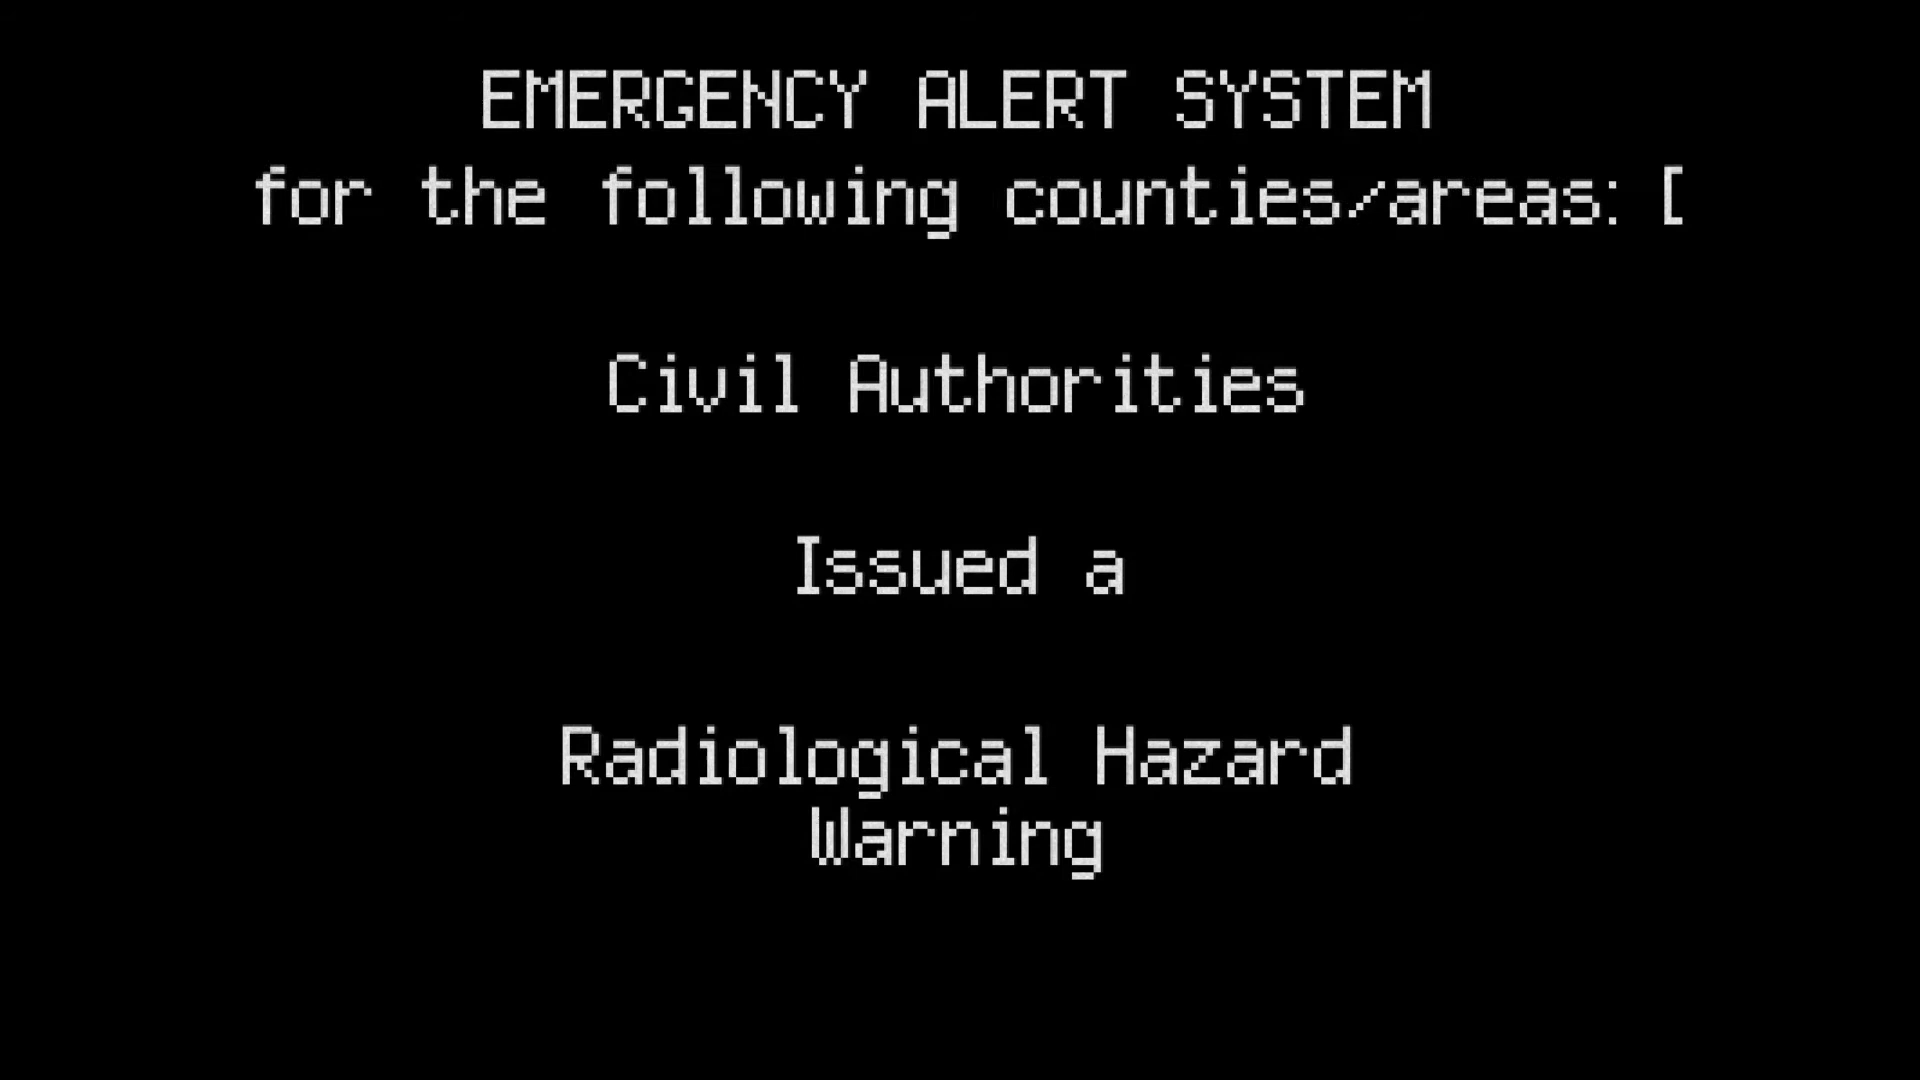 EMERGENCY ALERT SYSTEM
for the following counties/areas: [
Civil Authorities
Issued a
Radiological Hazard
Warning